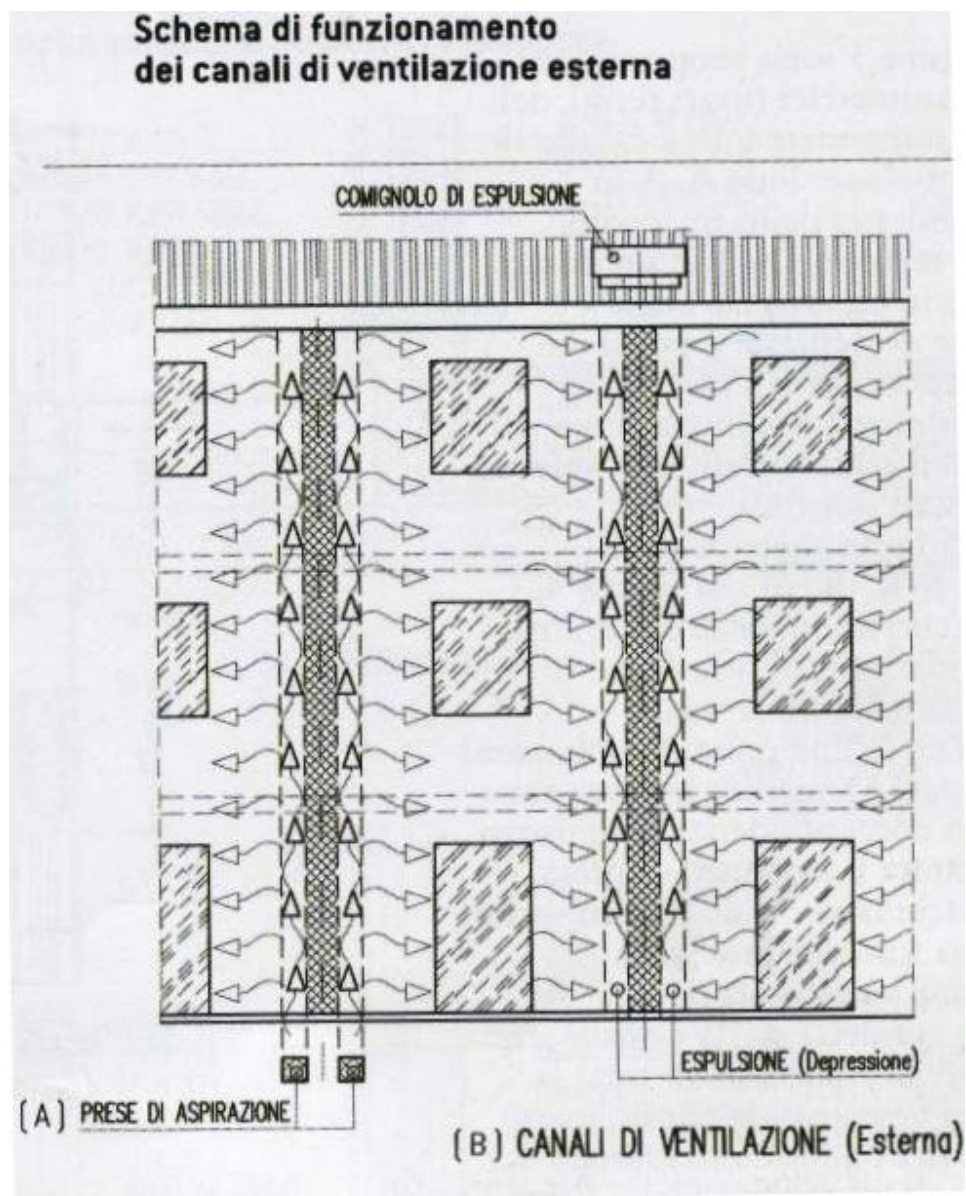 Schema di funzionamento
dei canali di ventilazione esterna
COMIGNOLO DI ESPULSIONE
ESPULSIONE (Depressione)
(A) PRESE DI ASPIRAZIONE
(B) CANALI DI VENTILAZIONE (Esterna)